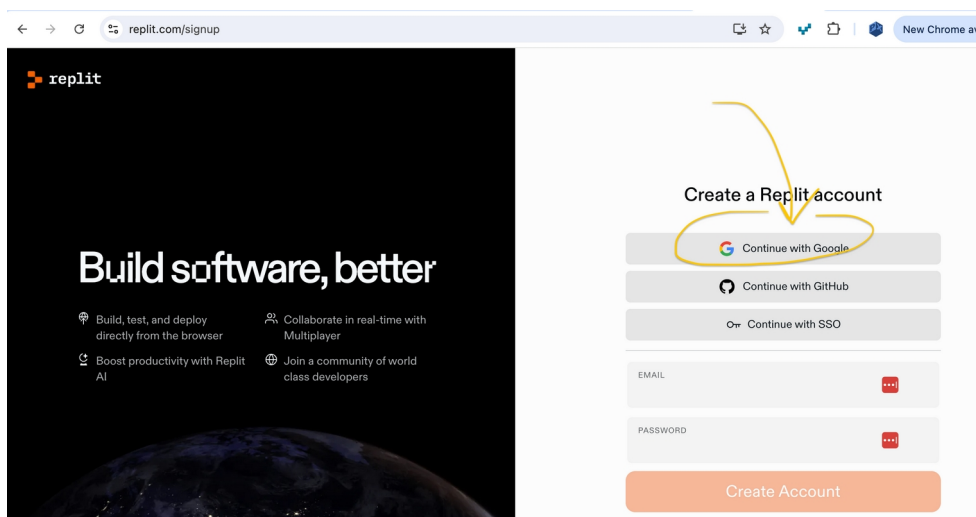 replit.com/signup
New Chrome av
replit
Build software, better
Build, test, and deploy
directly from the browser
Collaborate in real-time with
Multiplayer
Boost productivity with Replit
AI
Join a community of world
class developers
Create a Replit account
Continue with Google
Continue with GitHub
Continue with SSO
EMAIL
PASSWORD
Create Account